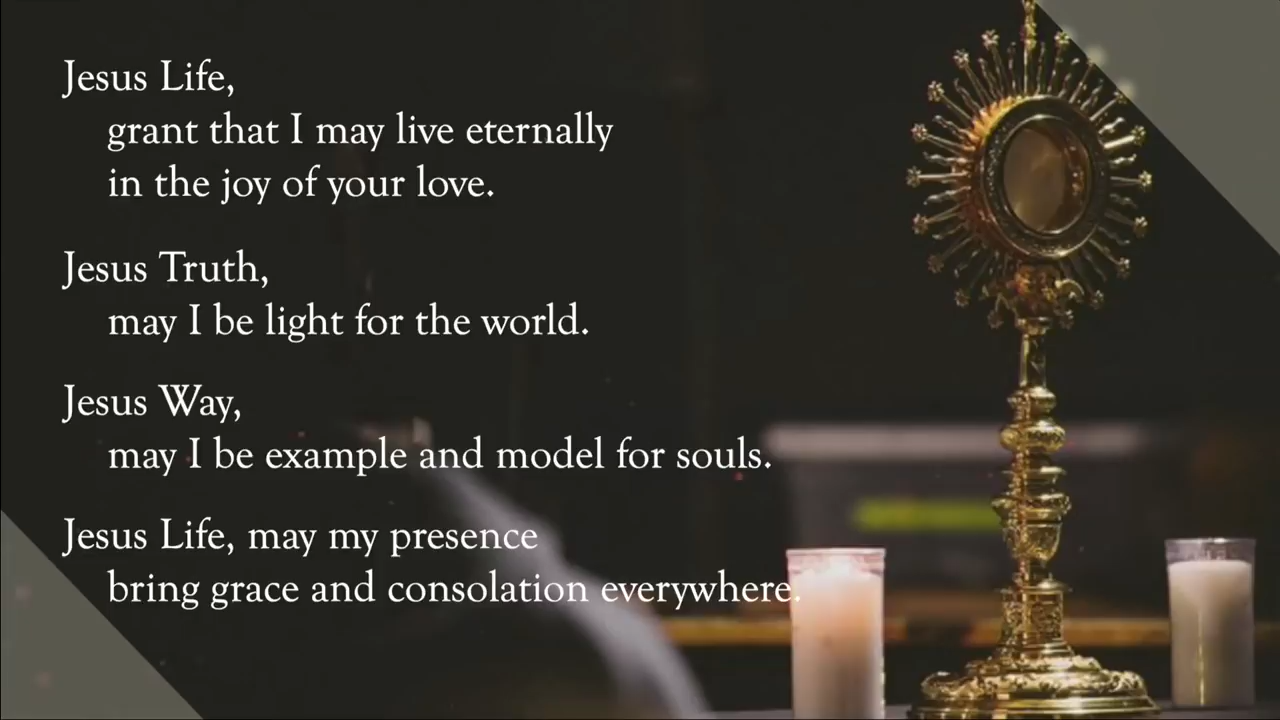 Jesus Life,
grant that I may live eternally
in the joy of your love.
Jesus Truth,
may I be light for the world.
Jesus Way,
may I be example and model for souls.
Jesus Life, may my presence
bring grace and consolation everywhere.